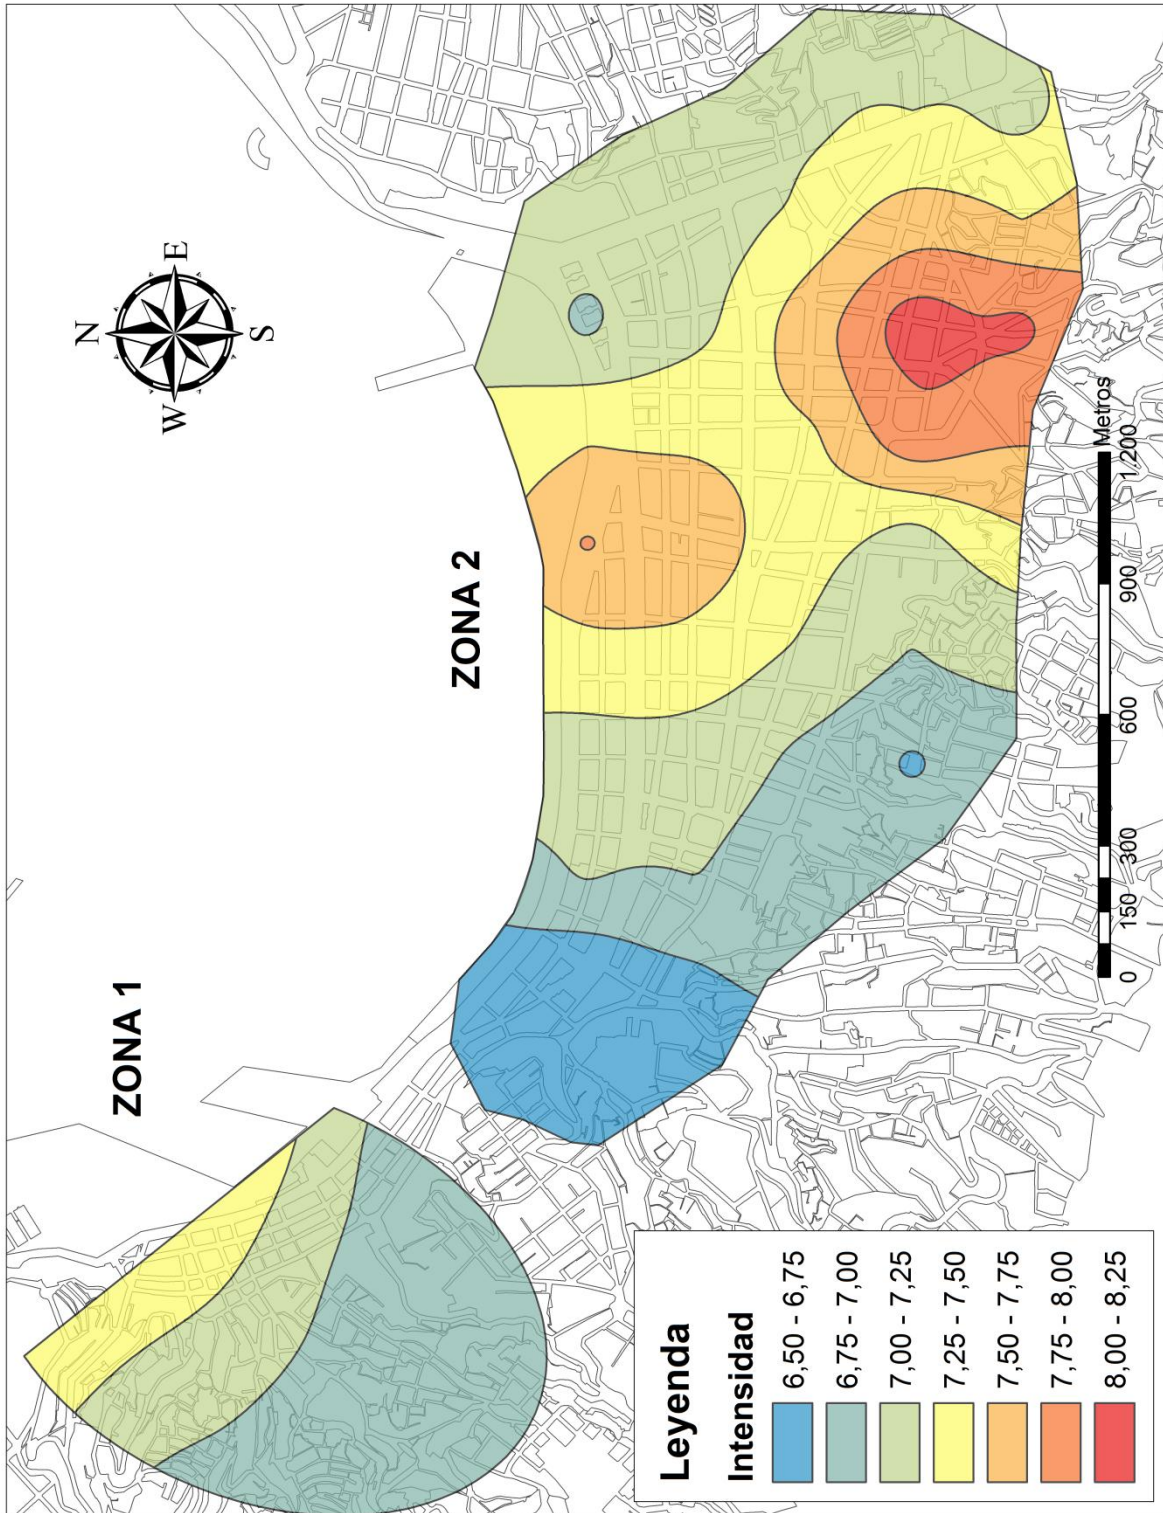 N
W
E
S
ZONA 1
ZONA 2
Leyenda
Intensidad
6,50 - 6,75
6,75 - 7,00
7,00 - 7,25
7,25 - 7,50
7,50 - 7,75
7,75 - 8,00
8,00 - 8,25
0 150 300 600 900 1.200
Metros